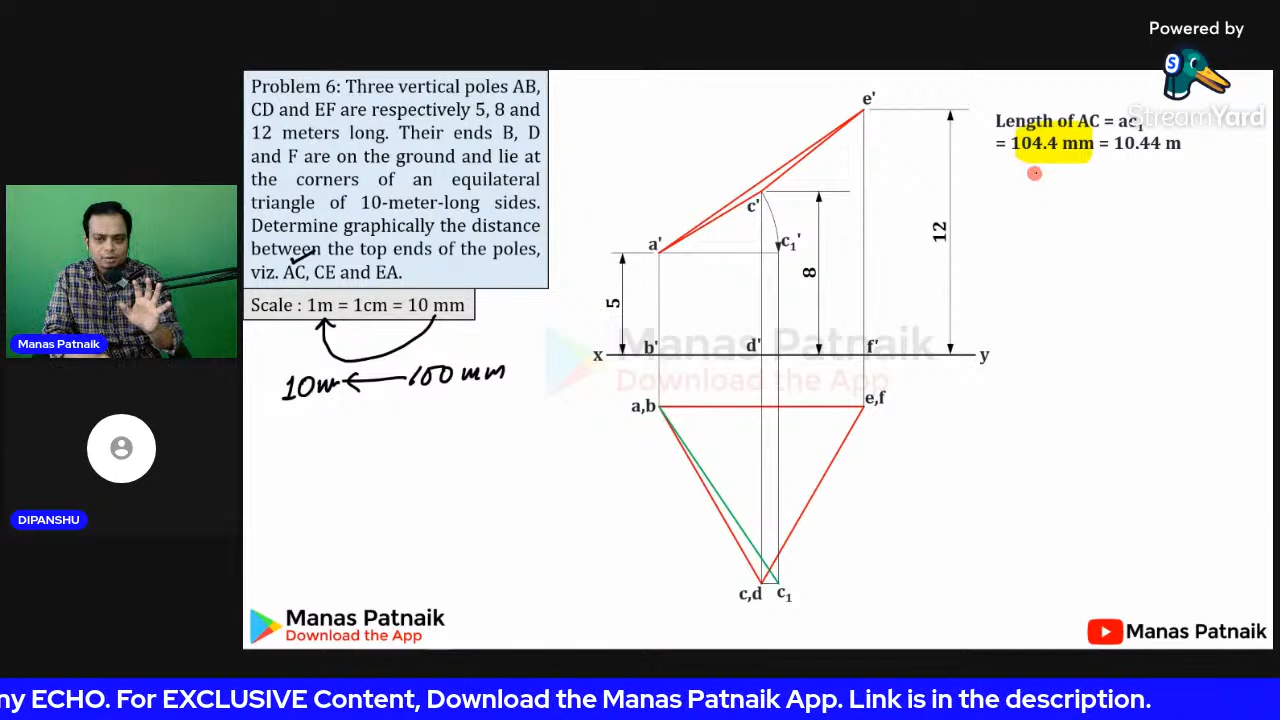 Powered by
StreamYard
Problem 6: Three vertical poles AB,
CD and EF are respectively 5, 8 and
12 meters long. Their ends B, D
and F are on the ground and lie at
the corners of an equilateral
triangle of 10-meter-long sides.
Determine graphically the distance
between the top ends of the poles,
viz. AC, CE and EA.
Scale : 1m = 1cm = 10 mm
10m 100 mm
Length of AC = ac₁
= 104.4 mm = 10.44 m
e'
c'
a'
c₁'
12
8
5
x b' d' f' y
a,b
e,f
c,d c₁
Manas Patnaik
Download the App
Manas Patnaik
DIPANSHU
Manas Patnaik
Download the App
Manas Patnaik
ny ECHO. For EXCLUSIVE Content, Download the Manas Patnaik App. Link is in the description.